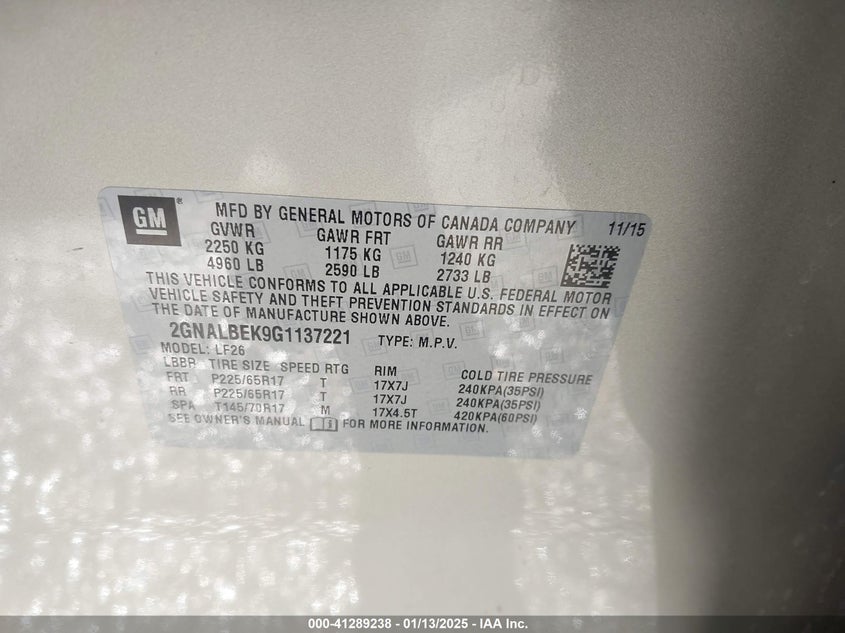 GM®
MFD BY GENERAL MOTORS OF CANADA COMPANY 11/15
GVWR GAWR FRT GAWR RR
2250 KG 1175 KG 1240 KG
4960 LB 2590 LB 2733 LB
THIS VEHICLE CONFORMS TO ALL APPLICABLE U.S. FEDERAL MOTOR
VEHICLE SAFETY AND THEFT PREVENTION STANDARDS IN EFFECT ON
THE DATE OF MANUFACTURE SHOWN ABOVE.
2GNALBEK9G1137221 TYPE: M.P.V.
MODEL: LF26
LBBR TIRE SIZE SPEED RTG RIM COLD TIRE PRESSURE
FRT P225/65R17 T 17X7J 240KPA(35PSI)
RR P225/65R17 T 17X7J 240KPA(35PSI)
SPA T145/70R17 M 17X4.5T 420KPA(60PSI)
SEE OWNER'S MANUAL FOR MORE INFORMATION.
000-41289238 - 01/13/2025 - IAA Inc.